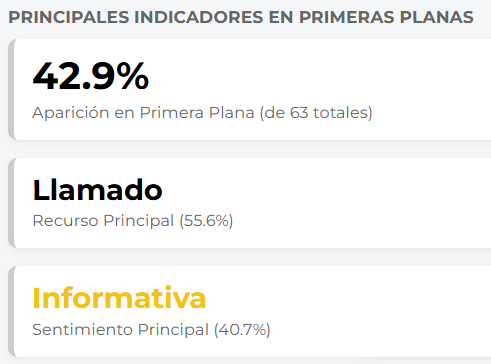 PRINCIPALES INDICADORES EN PRIMERAS PLANAS
42.9%
Aparición en Primera Plana (de 63 totales)
Llamado
Recurso Principal (55.6%)
Informativa
Sentimiento Principal (40.7%)